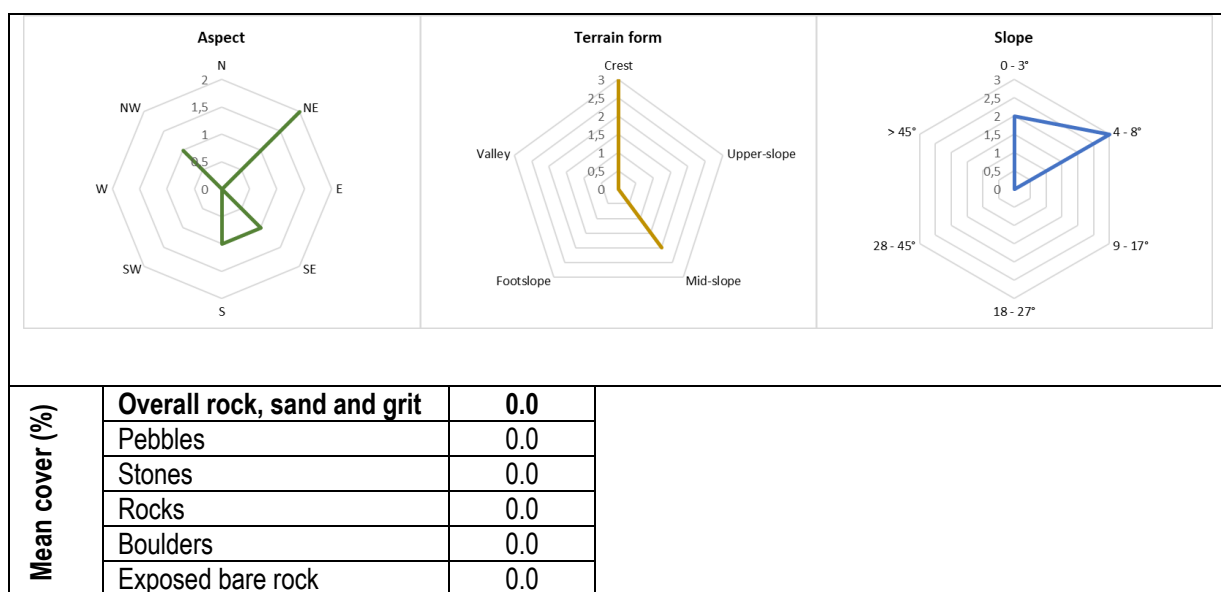 Aspect
N
NE
E
SE
S
SW
W
NW
2
1,5
1
0,5
0
Terrain form
Crest
Upper-slope
Mid-slope
Footslope
Valley
3
2,5
2
1,5
1
0,5
0
Slope
0 - 3°
4 - 8°
9 - 17°
18 - 27°
28 - 45°
> 45°
3
2,5
2
1,5
1
0,5
0
Mean cover (%)
Overall rock, sand and grit 0.0
Pebbles 0.0
Stones 0.0
Rocks 0.0
Boulders 0.0
Exposed bare rock 0.0